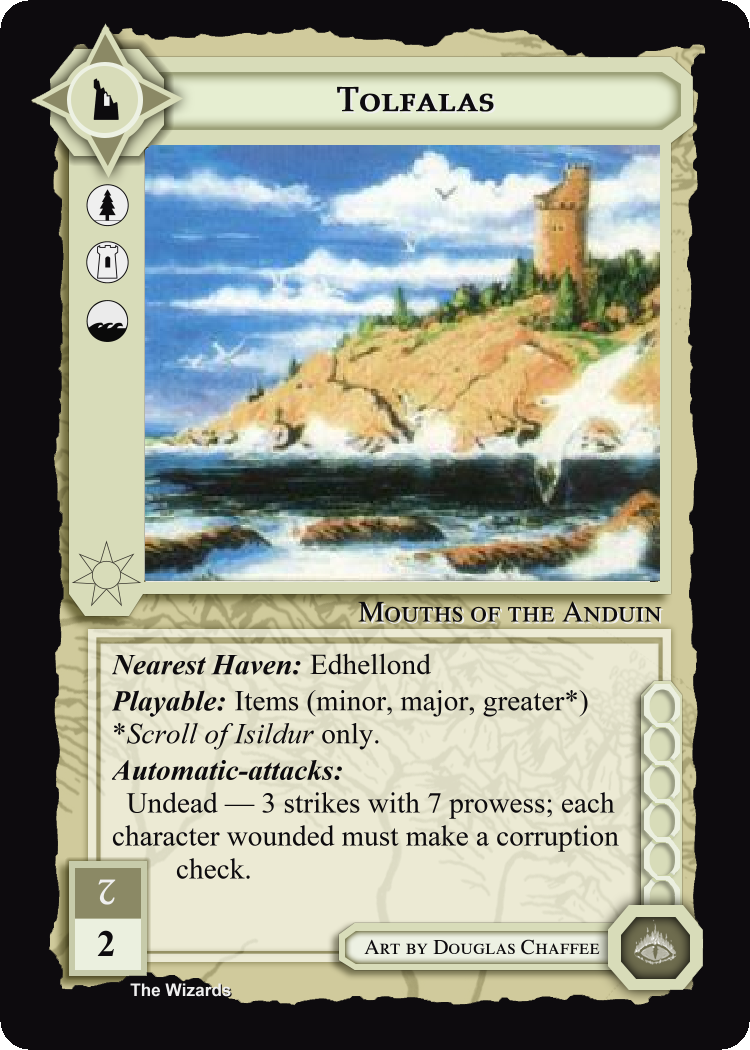 Tolfalas
Mouths of the Anduin
Nearest Haven: Edhellond
Playable: Items (minor, major, greater*)
*Scroll of Isildur only.
Automatic-attacks:
Undead — 3 strikes with 7 prowess; each
character wounded must make a corruption
check.
2
2
Art by Douglas Chaffee
The Wizards